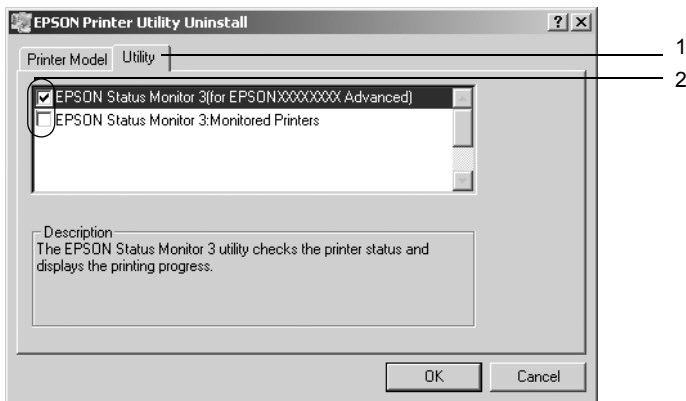 EPSON Printer Utility Uninstall
Printer Model Utility
1
2
EPSON Status Monitor 3(for EPSONXXXXXXXX Advanced)
EPSON Status Monitor 3:Monitored Printers
Description
The EPSON Status Monitor 3 utility checks the printer status and
displays the printing progress.
OK Cancel